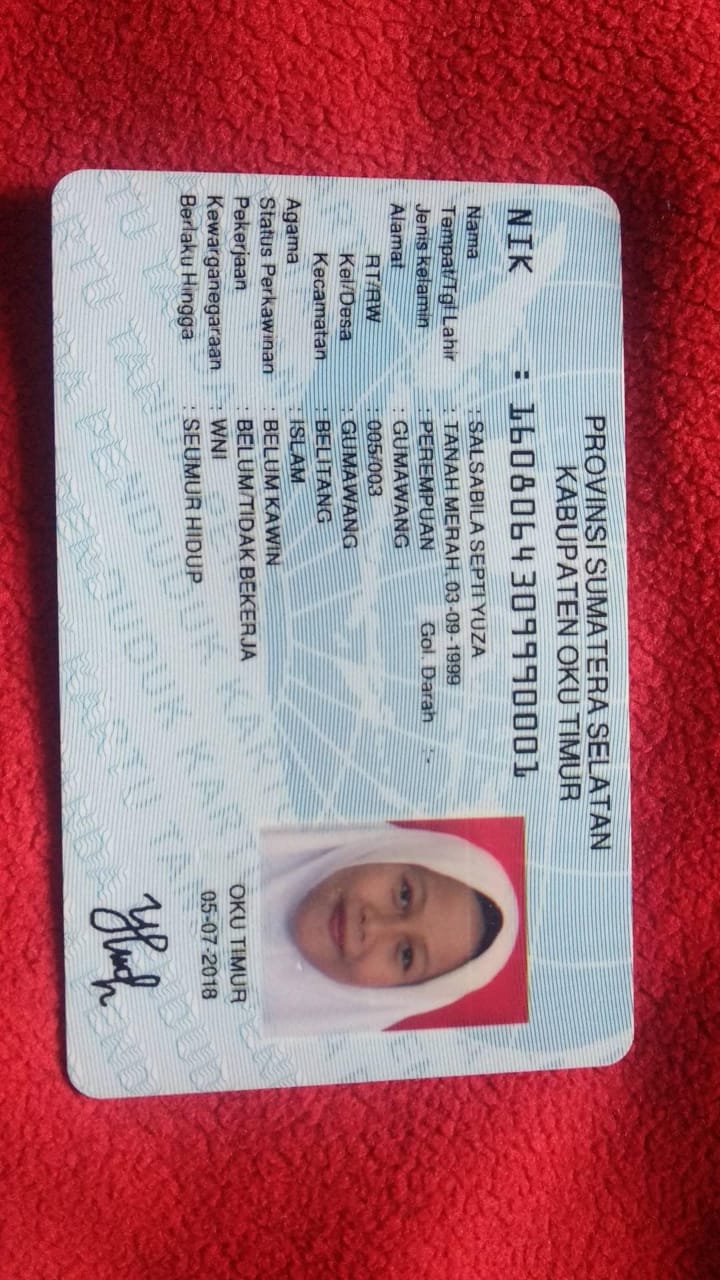 PROVINSI SUMATERA SELATAN
KABUPATEN OKU TIMUR
NIK : 1608064309990001
Nama : SALSABILA SEPTI YUZA
Tempat/Tgl Lahir : TANAH MERAH, 03-09-1999
Jenis kelamin : PEREMPUAN Gol. Darah : -
Alamat : GUMAWANG
RT/RW : 005/003
Kel/Desa : GUMAWANG
Kecamatan : BELITANG
Agama : ISLAM
Status Perkawinan : BELUM KAWIN
Pekerjaan : BELUM/TIDAK BEKERJA
Kewarganegaraan : WNI
Berlaku Hingga : SEUMUR HIDUP
OKU TIMUR
05-07-2018